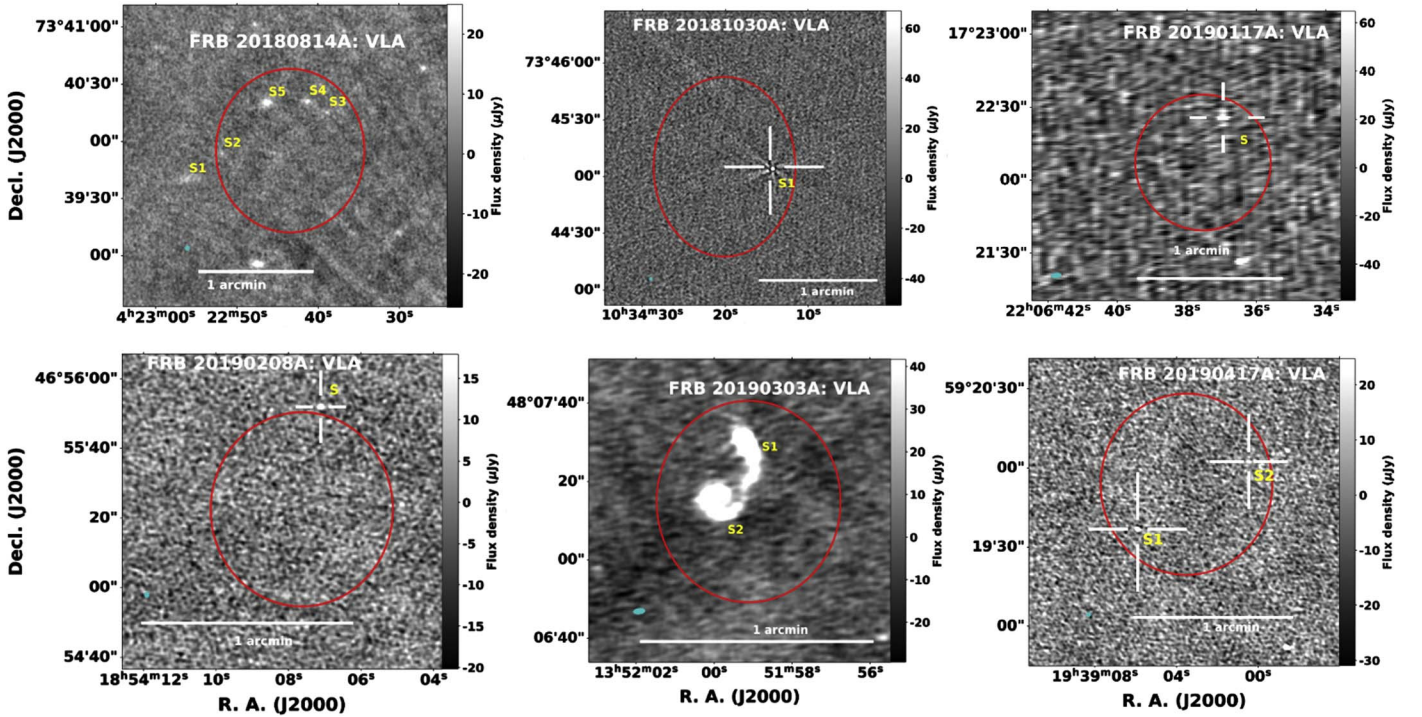 FRB 20180814A: VLA
73°41'00"
40'30"
00"
39'30"
00"
Decl. (J2000)
S5
S4
S3
S2
S1
1 arcmin
4ʰ23ᵐ00ˢ
22ᵐ50ˢ
40ˢ
30ˢ
20
10
0
-10
-20
Flux density (μJy)
FRB 20181030A: VLA
73°46'00"
45'30"
00"
44'30"
00"
S1
1 arcmin
10ʰ34ᵐ30ˢ
20ˢ
10ˢ
60
40
20
0
-20
-40
Flux density (μJy)
FRB 20190117A: VLA
17°23'00"
22'30"
00"
21'30"
S
1 arcmin
22ʰ06ᵐ42ˢ
40ˢ
38ˢ
36ˢ
34ˢ
60
40
20
0
-20
-40
Flux density (μJy)
FRB 20190208A: VLA
46°56'00"
55'40"
20"
00"
54'40"
Decl. (J2000)
S
1 arcmin
18ʰ54ᵐ12ˢ
10ˢ
08ˢ
06ˢ
04ˢ
R. A. (J2000)
15
10
5
0
-5
-10
-15
-20
Flux density (μJy)
FRB 20190303A: VLA
48°07'40"
20"
00"
06'40"
S1
S2
1 arcmin
13ʰ52ᵐ02ˢ
00ˢ
51ᵐ58ˢ
56ˢ
R. A. (J2000)
40
30
20
10
0
-10
-20
Flux density (μJy)
FRB 20190417A: VLA
59°20'30"
00"
19'30"
00"
S2
S1
1 arcmin
19ʰ39ᵐ08ˢ
04ˢ
00ˢ
R. A. (J2000)
20
10
0
-10
-20
-30
Flux density (μJy)